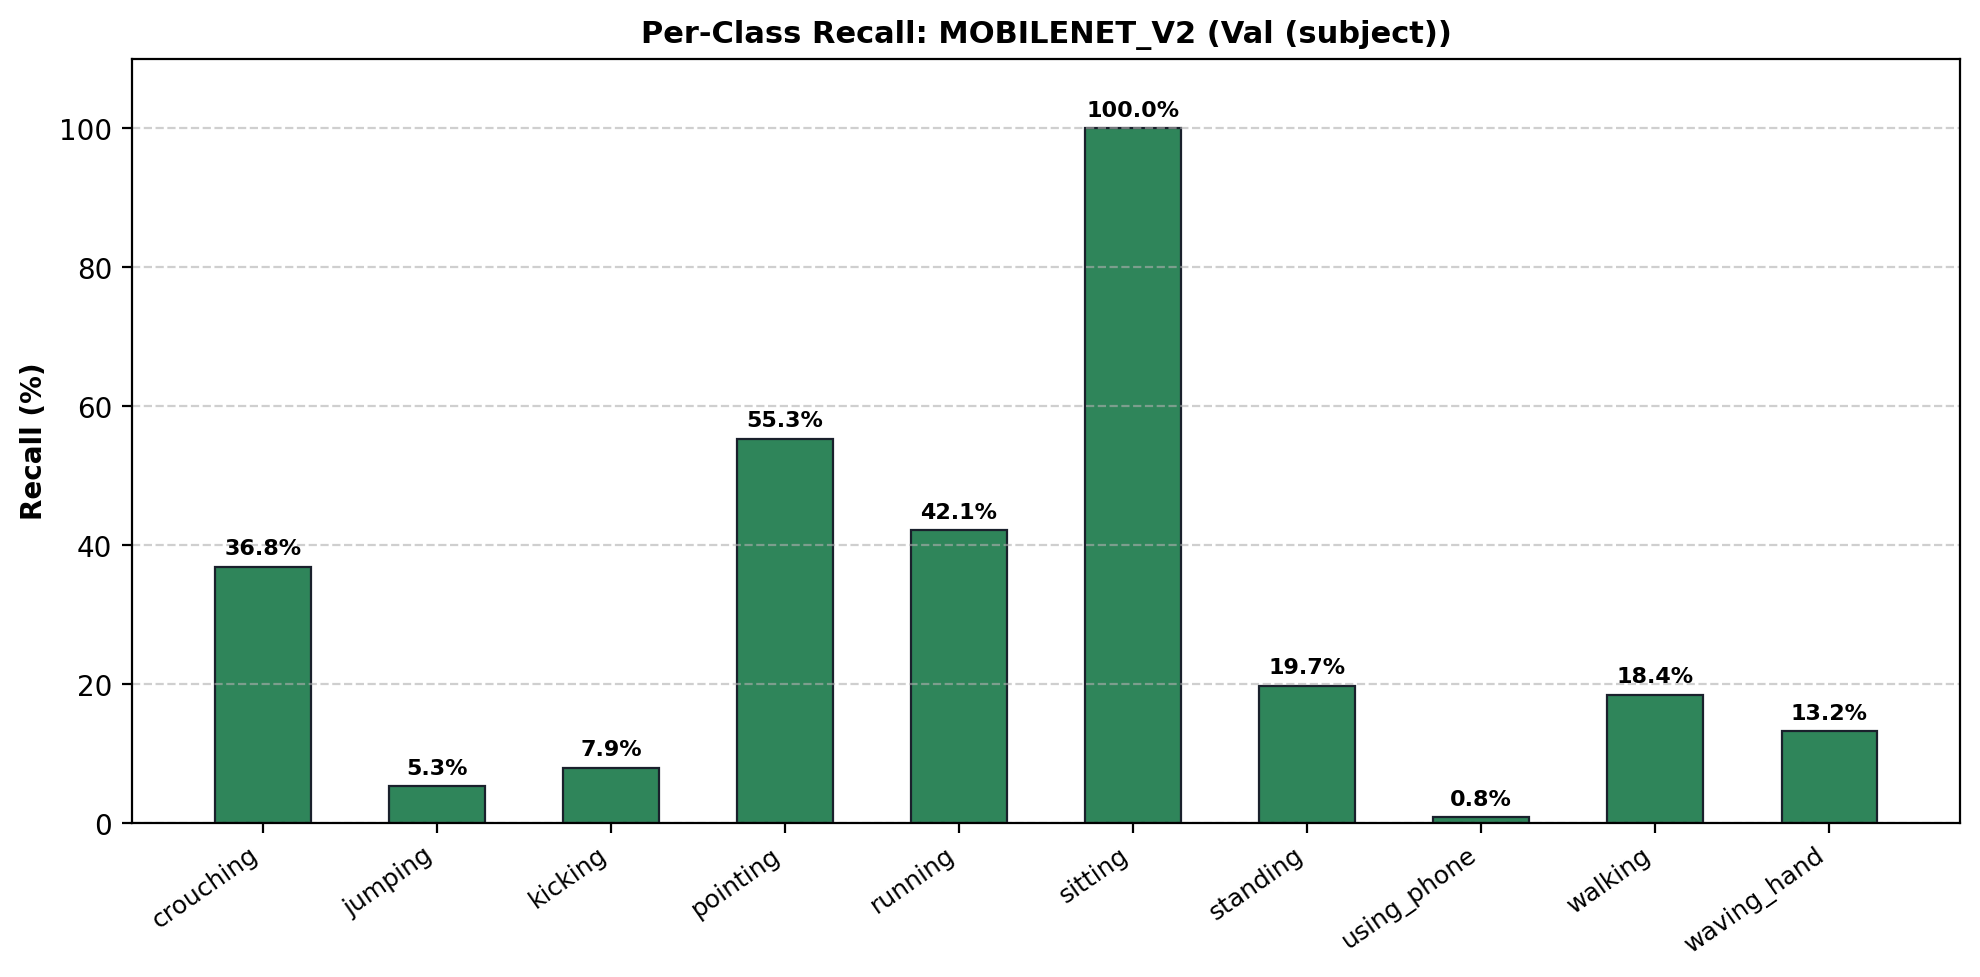 Per-Class Recall: MOBILENET_V2 (Val (subject))
Recall (%)
100
80
60
40
20
0
36.8%
5.3%
7.9%
55.3%
42.1%
100.0%
19.7%
0.8%
18.4%
13.2%
crouching
jumping
kicking
pointing
running
sitting
standing
using_phone
walking
waving_hand